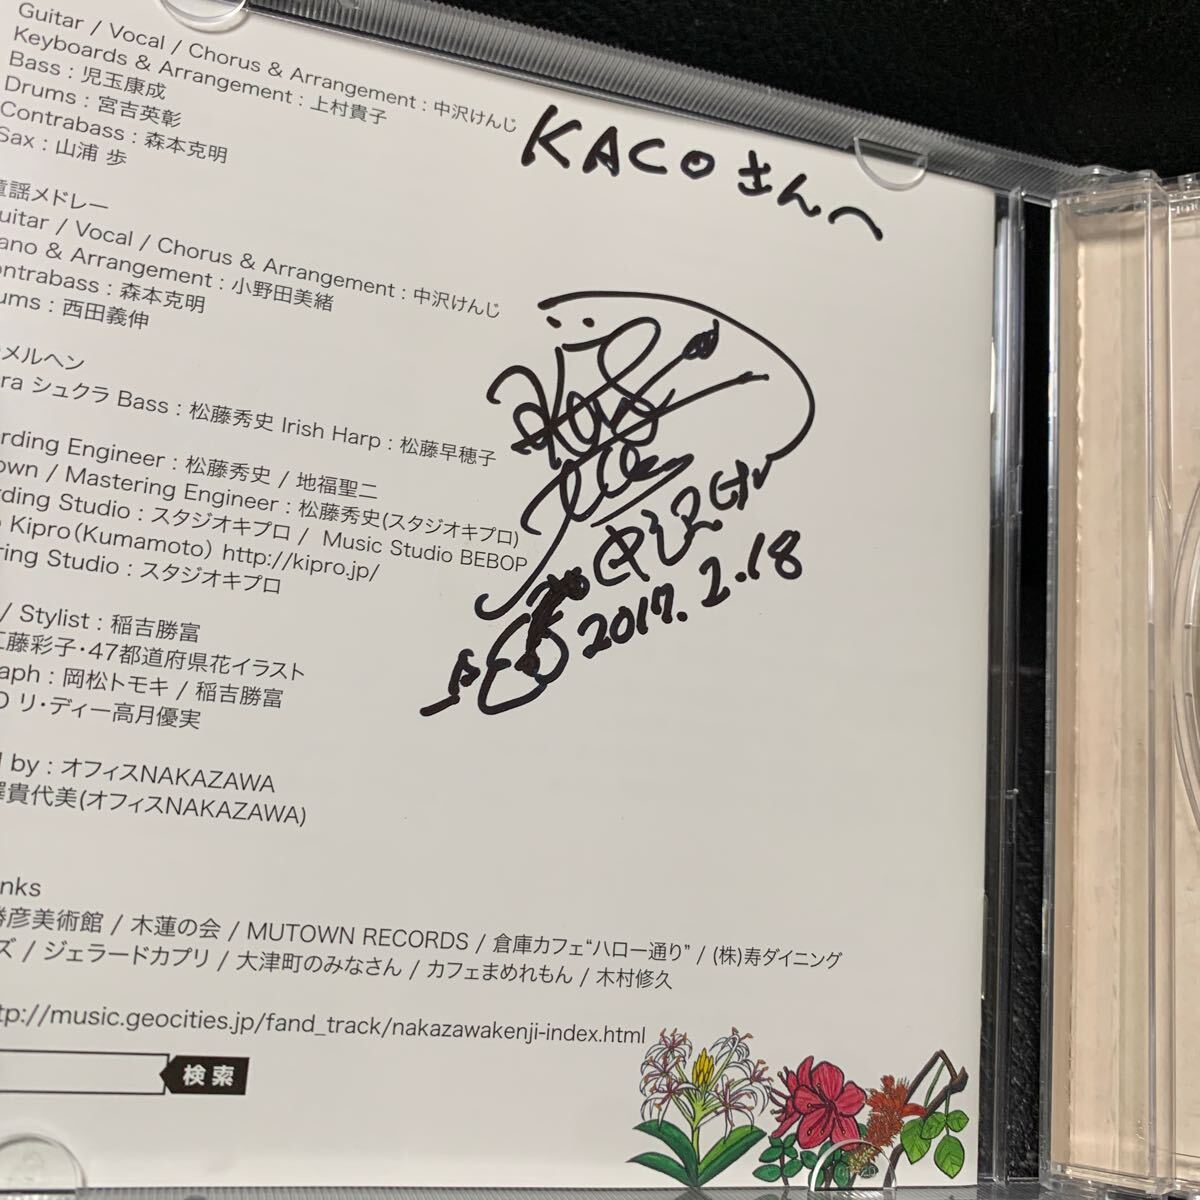 Guitar / Vocal / Chorus & Arrangement : 中沢けんじ
Keyboards & Arrangement : 上村貴子
Bass : 児玉康成
Drums : 宮吉英彰
Contrabass : 森本克明
Sax : 山浦 歩
童謡メドレー
uitar / Vocal / Chorus & Arrangement : 中沢けんじ
ano & Arrangement : 小野田美緒
ontrabass : 森本克明
ums : 西田義伸
メルヘン
ra シュクラ Bass : 松藤秀史 Irish Harp : 松藤早穂子
rding Engineer : 松藤秀史 / 地福聖二
own / Mastering Engineer : 松藤秀史(スタジオキプロ)
rding Studio : スタジオキプロ / Music Studio BEBOP
o Kipro(Kumamoto) http://kipro.jp/
ring Studio : スタジオキプロ
/ Stylist : 稲吉勝富
工藤彩子・47都道府県花イラスト
raph : 岡松トモキ / 稲吉勝富
D リ・ディー高月優実
d by : オフィスNAKAZAWA
澤貴代美(オフィスNAKAZAWA)
nks
勝彦美術館 / 木蓮の会 / MUTOWN RECORDS / 倉庫カフェ“ハロー通り” / (株)寿ダイニング
ズ / ジェラードカプリ / 大津町のみなさん / カフェまめれもん / 木村修久
tp://music.geocities.jp/fand_track/nakazawakenji-index.html
検索
KACOさんへ
中沢けん
2017.2.18